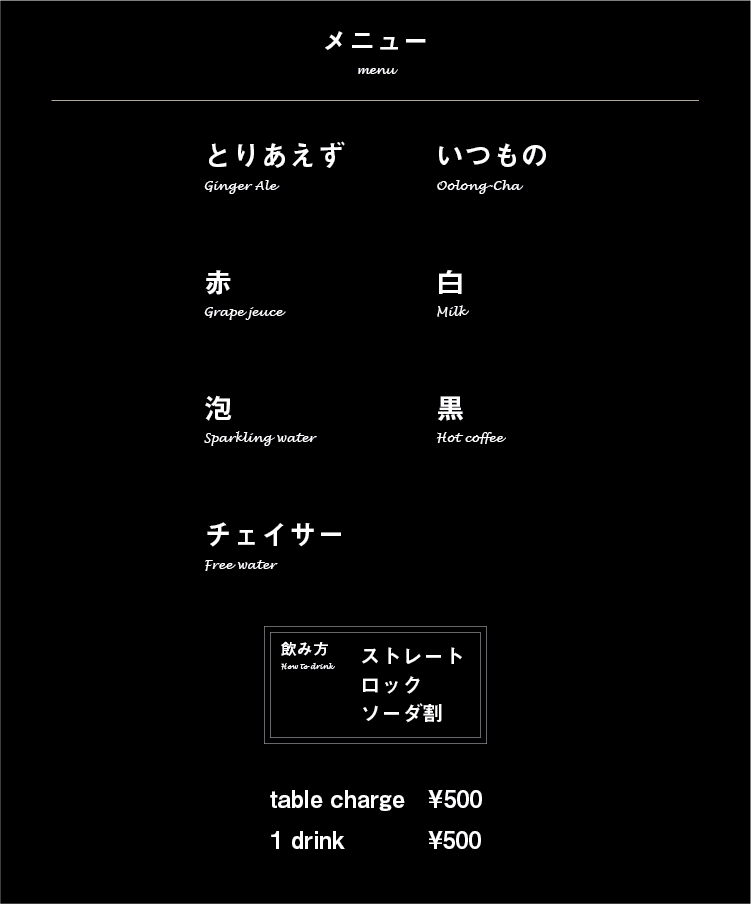 メニュー
menu
とりあえず
Ginger Ale
いつもの
Oolong-Cha
赤
Grape jeuce
白
Milk
泡
Sparkling water
黒
Hot coffee
チェイサー
Free water
飲み方
How to drink
ストレート
ロック
ソーダ割
table charge ¥500
1 drink ¥500